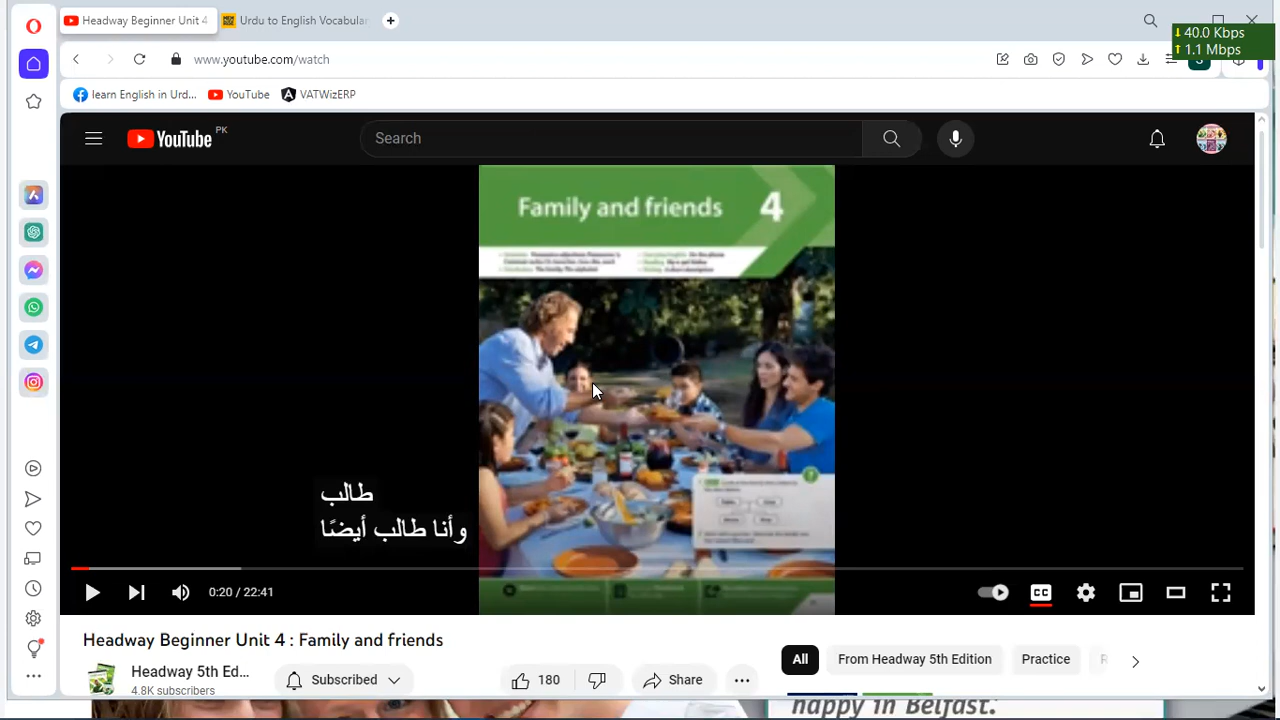 Headway Beginner Unit 4
Urdu to English Vocabula
40.0 Kbps
1.1 Mbps
www.youtube.com/watch
learn English in Urd...
YouTube
VATWizERP
YouTube PK
Search
Family and friends 4
طالب
وأنا طالب أيضًا
0:20 / 22:41
CC
Headway Beginner Unit 4 : Family and friends
Headway 5th Ed...
4.8K subscribers
Subscribed
180
Share
All
From Headway 5th Edition
Practice
happy in Belfast.